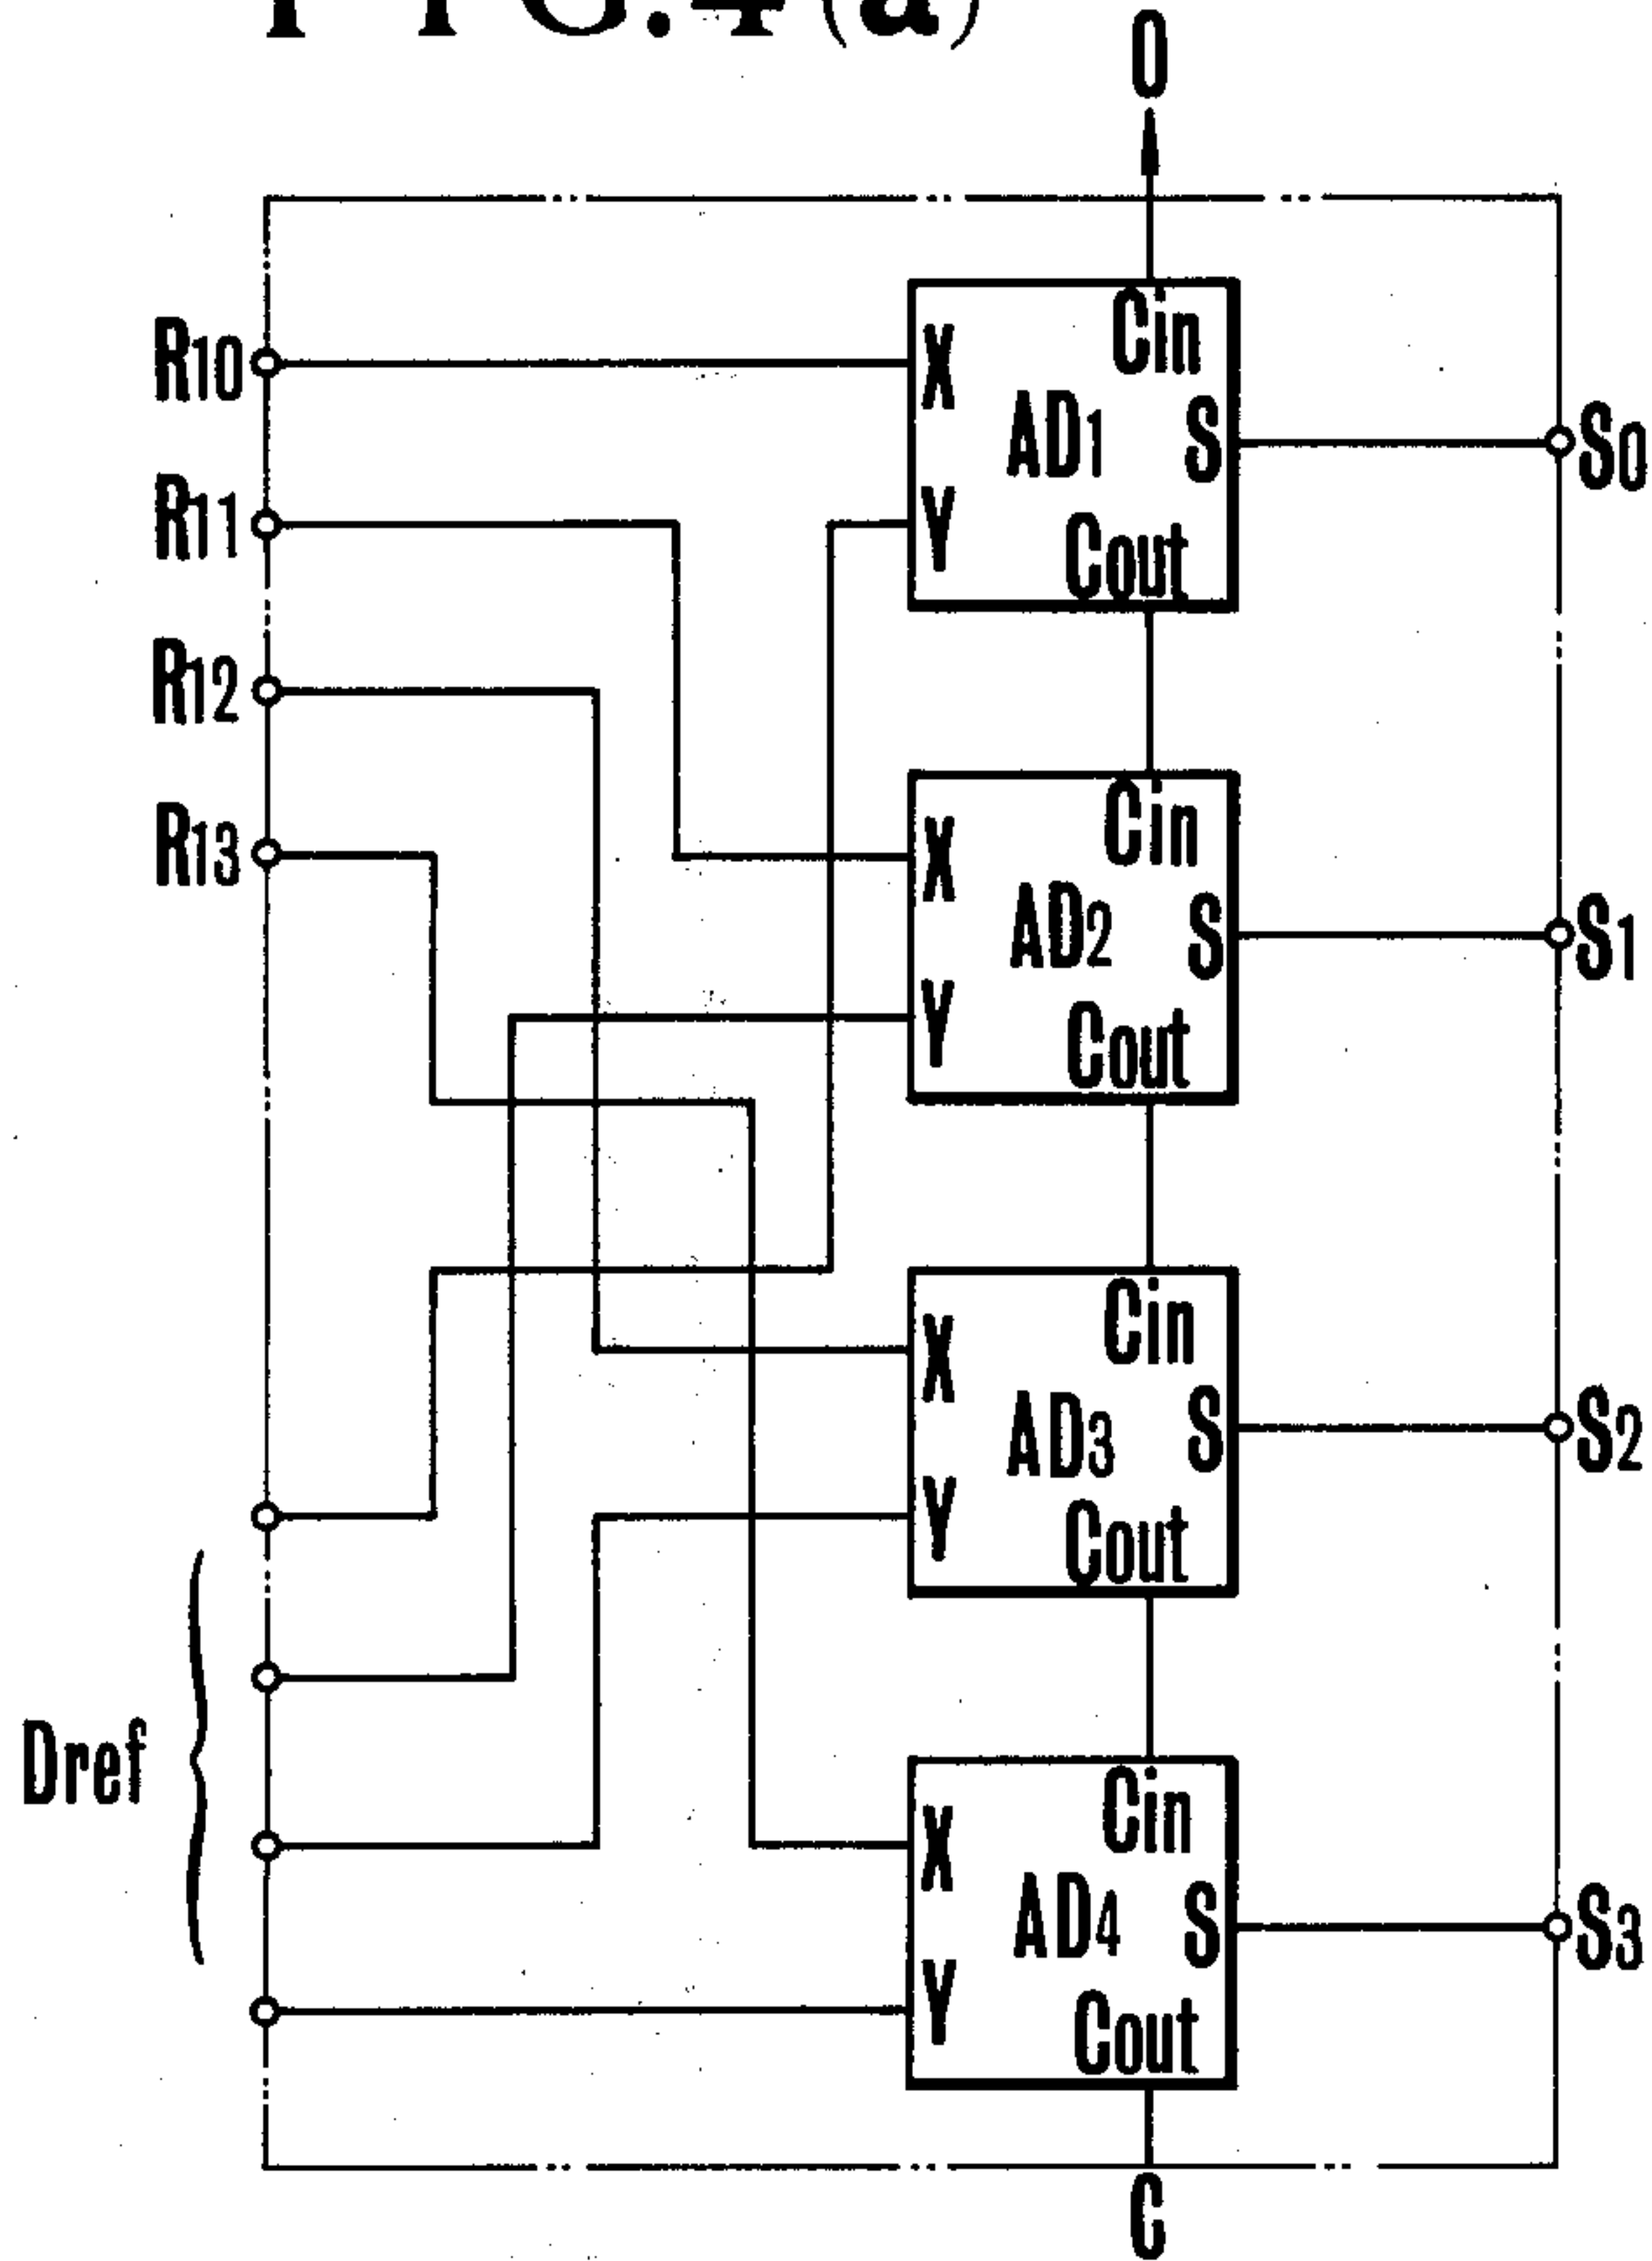 FIG.4(a)
0
R10
R11
R12
R13
Dref
Cin
X
AD1
S
Y
Cout
S0
Cin
X
AD2
S
Y
Cout
S1
Cin
X
AD3
S
Y
Cout
S2
Cin
X
AD4
S
Y
Cout
S3
C